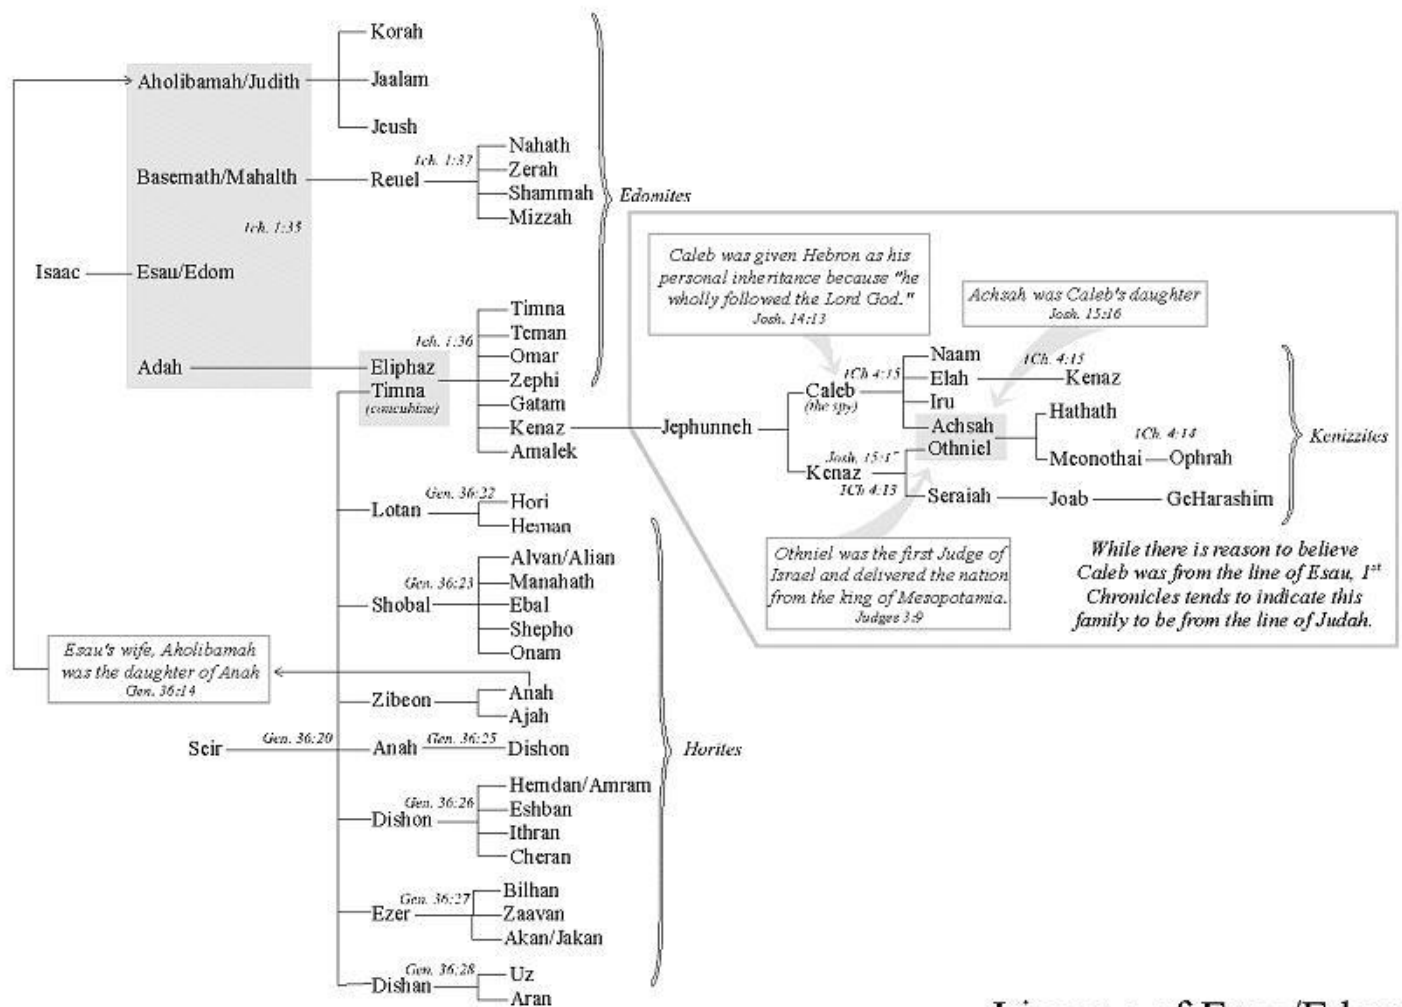 Korah
Aholibamah/Judith
Jaalam
Jeush
Nahath
1ch. 1:37
Zerah
Basemath/Mahalth
Reuel
Shammah
Edomites
Mizzah
1ch. 1:35
Isaac
Esau/Edom
Caleb was given Hebron as his
personal inheritance because "he
wholly followed the Lord God."
Josh. 14:13
Achsah was Caleb's daughter
Josh. 15:16
Timna
1ch. 1:36
Teman
Omar
Adah
Eliphaz
Zephi
Timna
(concubine)
Gatam
Kenaz
Amalek
Jephunneh
Caleb
(the spy)
1Ch 4:15
Naam
Elah
1Ch. 4:15
Kenaz
Iru
Achsah
Othniel
Hathath
1Ch. 4:14
Meonothai
Ophrah
Kenaz
Josh. 15:17
1Ch 4:13
Seraiah
Joab
GeHarashim
Kenizzites
Othniel was the first Judge of
Israel and delivered the nation
from the king of Mesopotamia.
Judges 3:9
While there is reason to believe
Caleb was from the line of Esau, 1st
Chronicles tends to indicate this
family to be from the line of Judah.
Lotan
Gen. 36:22
Hori
Heman
Shobal
Gen. 36:23
Alvan/Alian
Manahath
Ebal
Shepho
Onam
Esau's wife, Aholibamah
was the daughter of Anah
Gen. 36:14
Zibeon
Anah
Ajah
Seir
Gen. 36:20
Anah
Gen. 36:25
Dishon
Horites
Dishon
Gen. 36:26
Hemdan/Amram
Eshban
Ithran
Cheran
Ezer
Gen. 36:27
Bilhan
Zaavan
Akan/Jakan
Dishan
Gen. 36:28
Uz
Aran